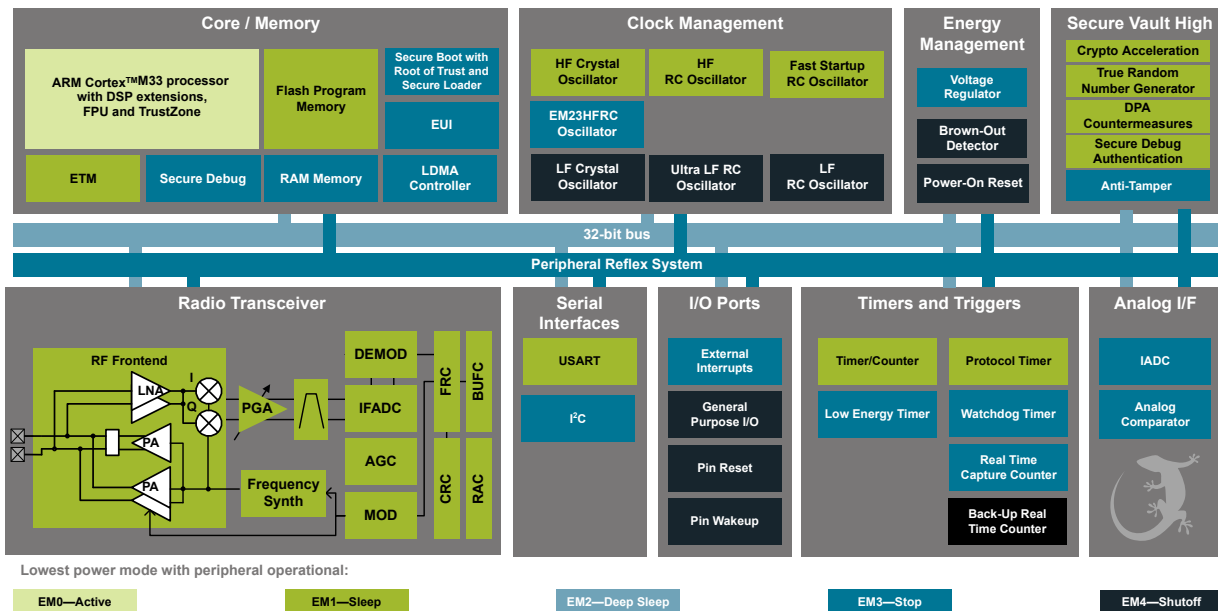 Core / Memory
ARM Cortex™M33 processor
with DSP extensions,
FPU and TrustZone
Flash Program
Memory
Secure Boot with
Root of Trust and
Secure Loader
EUI
ETM
Secure Debug
RAM Memory
LDMA
Controller
Clock Management
HF Crystal
Oscillator
HF
RC Oscillator
Fast Startup
RC Oscillator
EM23HFRC
Oscillator
LF Crystal
Oscillator
Ultra LF RC
Oscillator
LF
RC Oscillator
Energy
Management
Voltage
Regulator
Brown-Out
Detector
Power-On Reset
Secure Vault High
Crypto Acceleration
True Random
Number Generator
DPA
Countermeasures
Secure Debug
Authentication
Anti-Tamper
32-bit bus
Peripheral Reflex System
Radio Transceiver
RF Frontend
LNA
I
Q
PA
PA
PGA
Frequency
Synth
DEMOD
IFADC
AGC
MOD
FRC
BUFC
CRC
RAC
Serial
Interfaces
USART
I²C
I/O Ports
External
Interrupts
General
Purpose I/O
Pin Reset
Pin Wakeup
Timers and Triggers
Timer/Counter
Protocol Timer
Low Energy Timer
Watchdog Timer
Real Time
Capture Counter
Back-Up Real
Time Counter
Analog I/F
IADC
Analog
Comparator
Lowest power mode with peripheral operational:
EM0—Active
EM1—Sleep
EM2—Deep Sleep
EM3—Stop
EM4—Shutoff